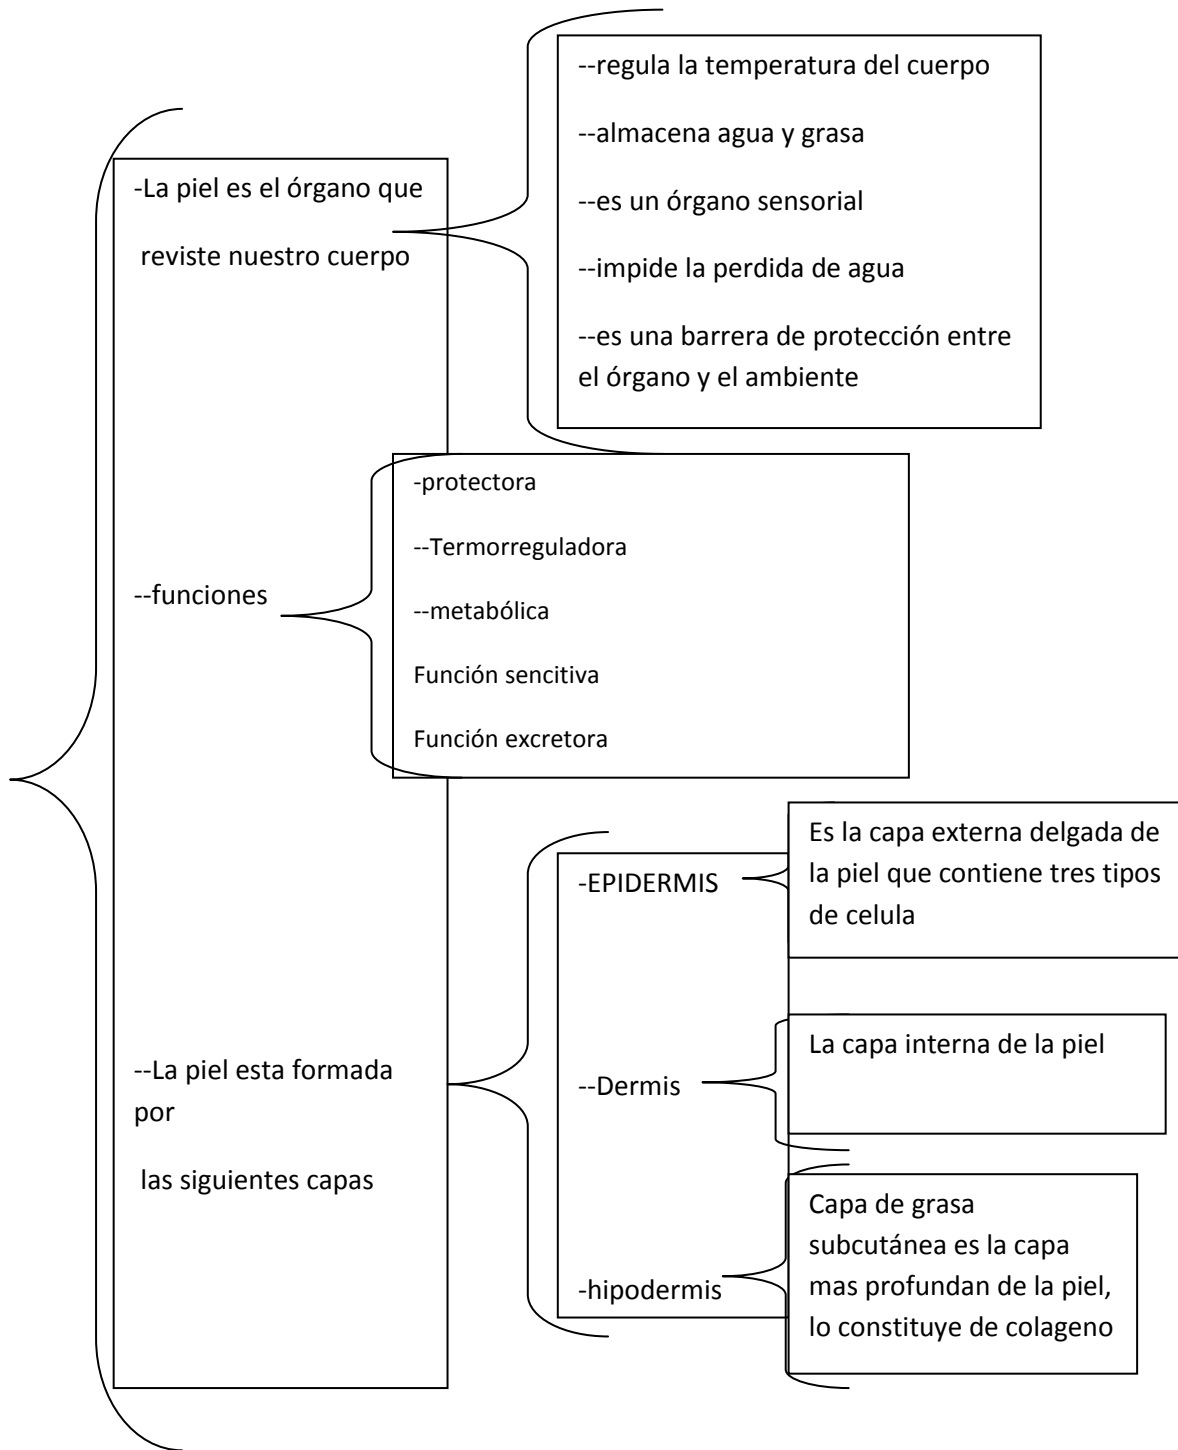 -La piel es el órgano que
reviste nuestro cuerpo
--regula la temperatura del cuerpo
--almacena agua y grasa
--es un órgano sensorial
--impide la perdida de agua
--es una barrera de protección entre
el órgano y el ambiente
--funciones
-protectora
--Termorreguladora
--metabólica
Función sencitiva
Función excretora
--La piel esta formada
por
las siguientes capas
-EPIDERMIS
Es la capa externa delgada de
la piel que contiene tres tipos
de celula
--Dermis
La capa interna de la piel
-hipodermis
Capa de grasa
subcutánea es la capa
mas profundan de la piel,
lo constituye de colageno